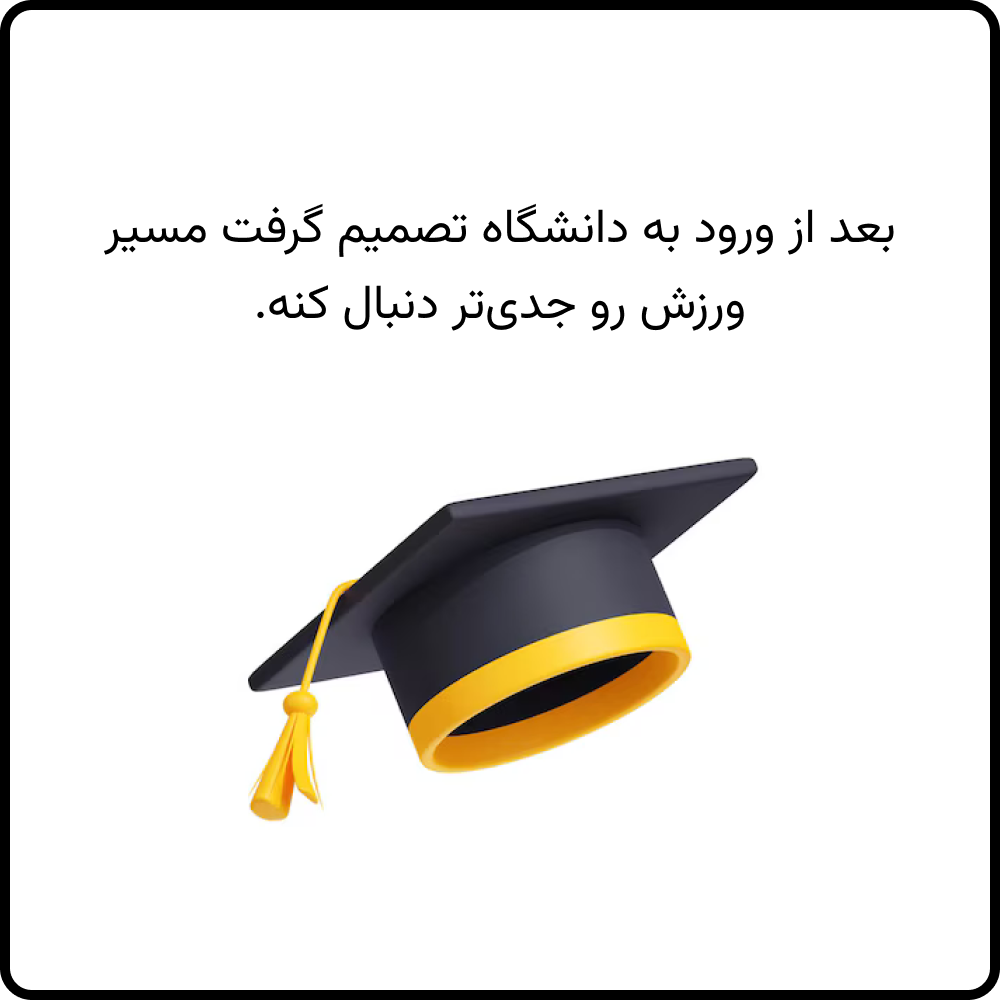 بعد از ورود به دانشگاه تصمیم گرفت مسیر
ورزش رو جدی‌تر دنبال کنه.